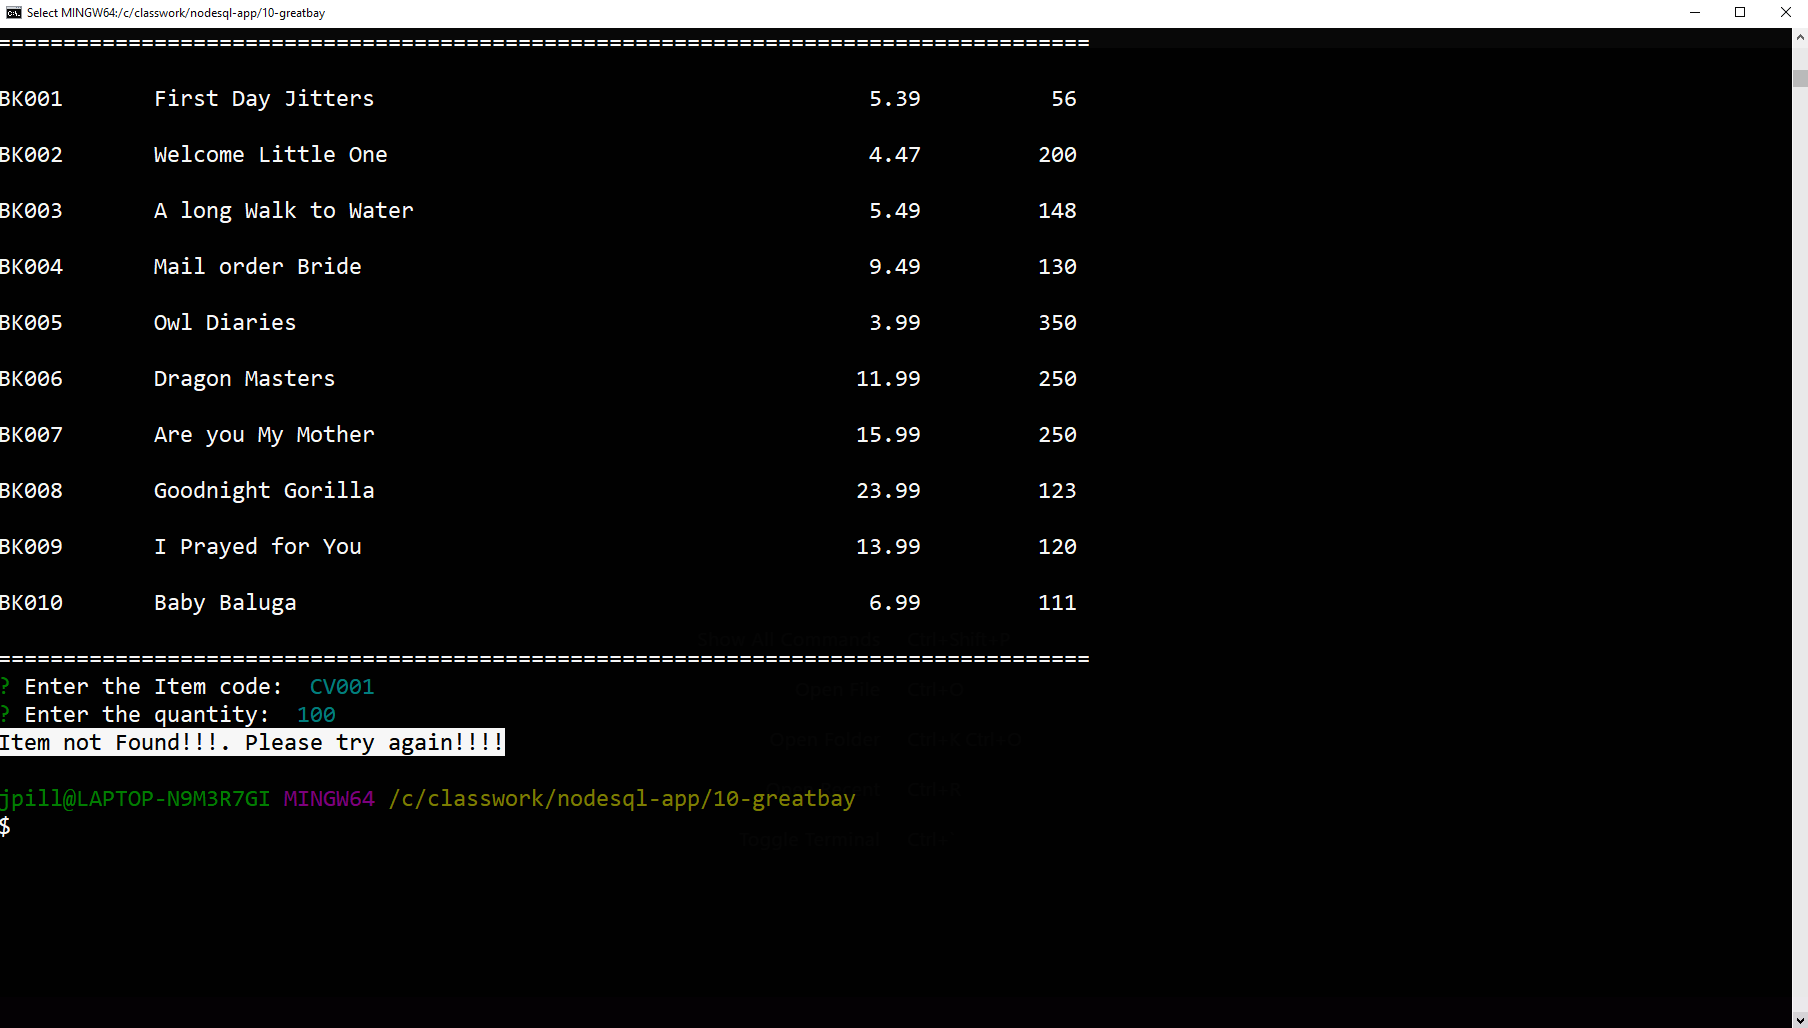 Select MINGW64:/c/classwork/nodesql-app/10-greatbay
====================================================================================
BK001 First Day Jitters 5.39 56
BK002 Welcome Little One 4.47 200
BK003 A long Walk to Water 5.49 148
BK004 Mail order Bride 9.49 130
BK005 Owl Diaries 3.99 350
BK006 Dragon Masters 11.99 250
BK007 Are you My Mother 15.99 250
BK008 Goodnight Gorilla 23.99 123
BK009 I Prayed for You 13.99 120
BK010 Baby Baluga 6.99 111
Show All Commands Ctrl+Shift+P
====================================================================================
? Enter the Item code: CV001
Open File
? Enter the quantity: 100
Item not Found!!!. Please try again!!!!
Open Folder
jpill@LAPTOP-N9M3R7GI MINGW64 /c/classwork/nodesql-app/10-greatbay
$
Toggle Terminal